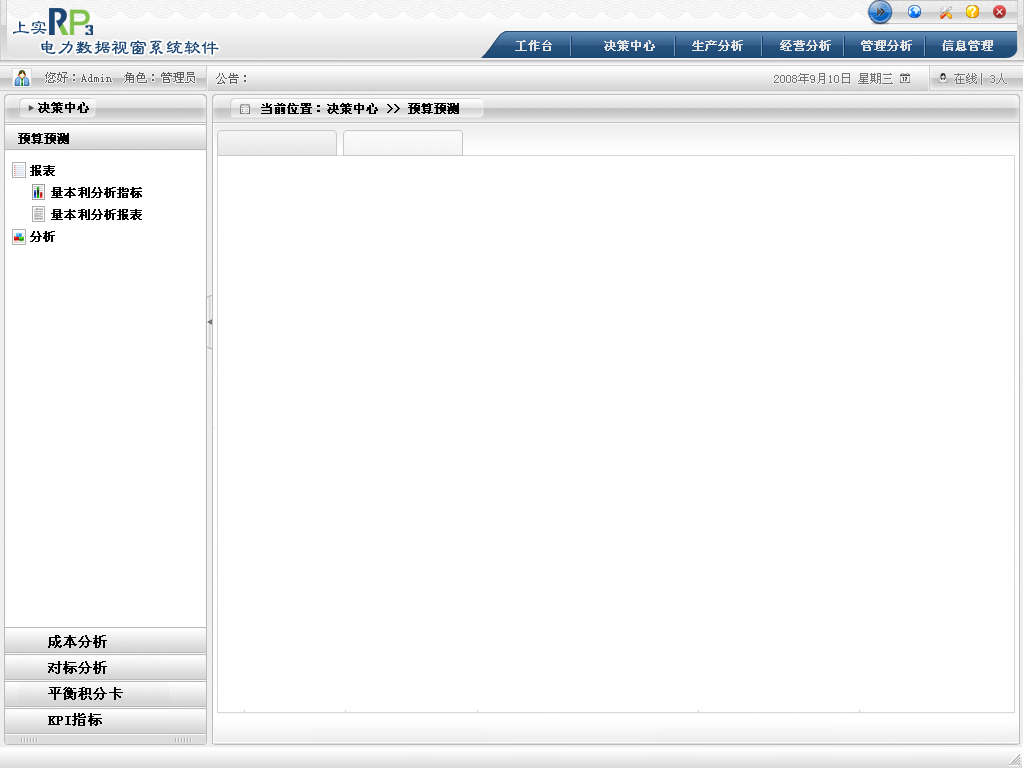 上实RP3
电力数据视窗系统软件
工作台 决策中心 生产分析 经营分析 管理分析 信息管理
您好：Admin 角色：管理员 公告： 2008年9月10日 星期三 在线| 3人
决策中心
当前位置：决策中心 >> 预算预测
预算预测
报表
量本利分析指标
量本利分析报表
分析
成本分析
对标分析
平衡积分卡
KPI指标